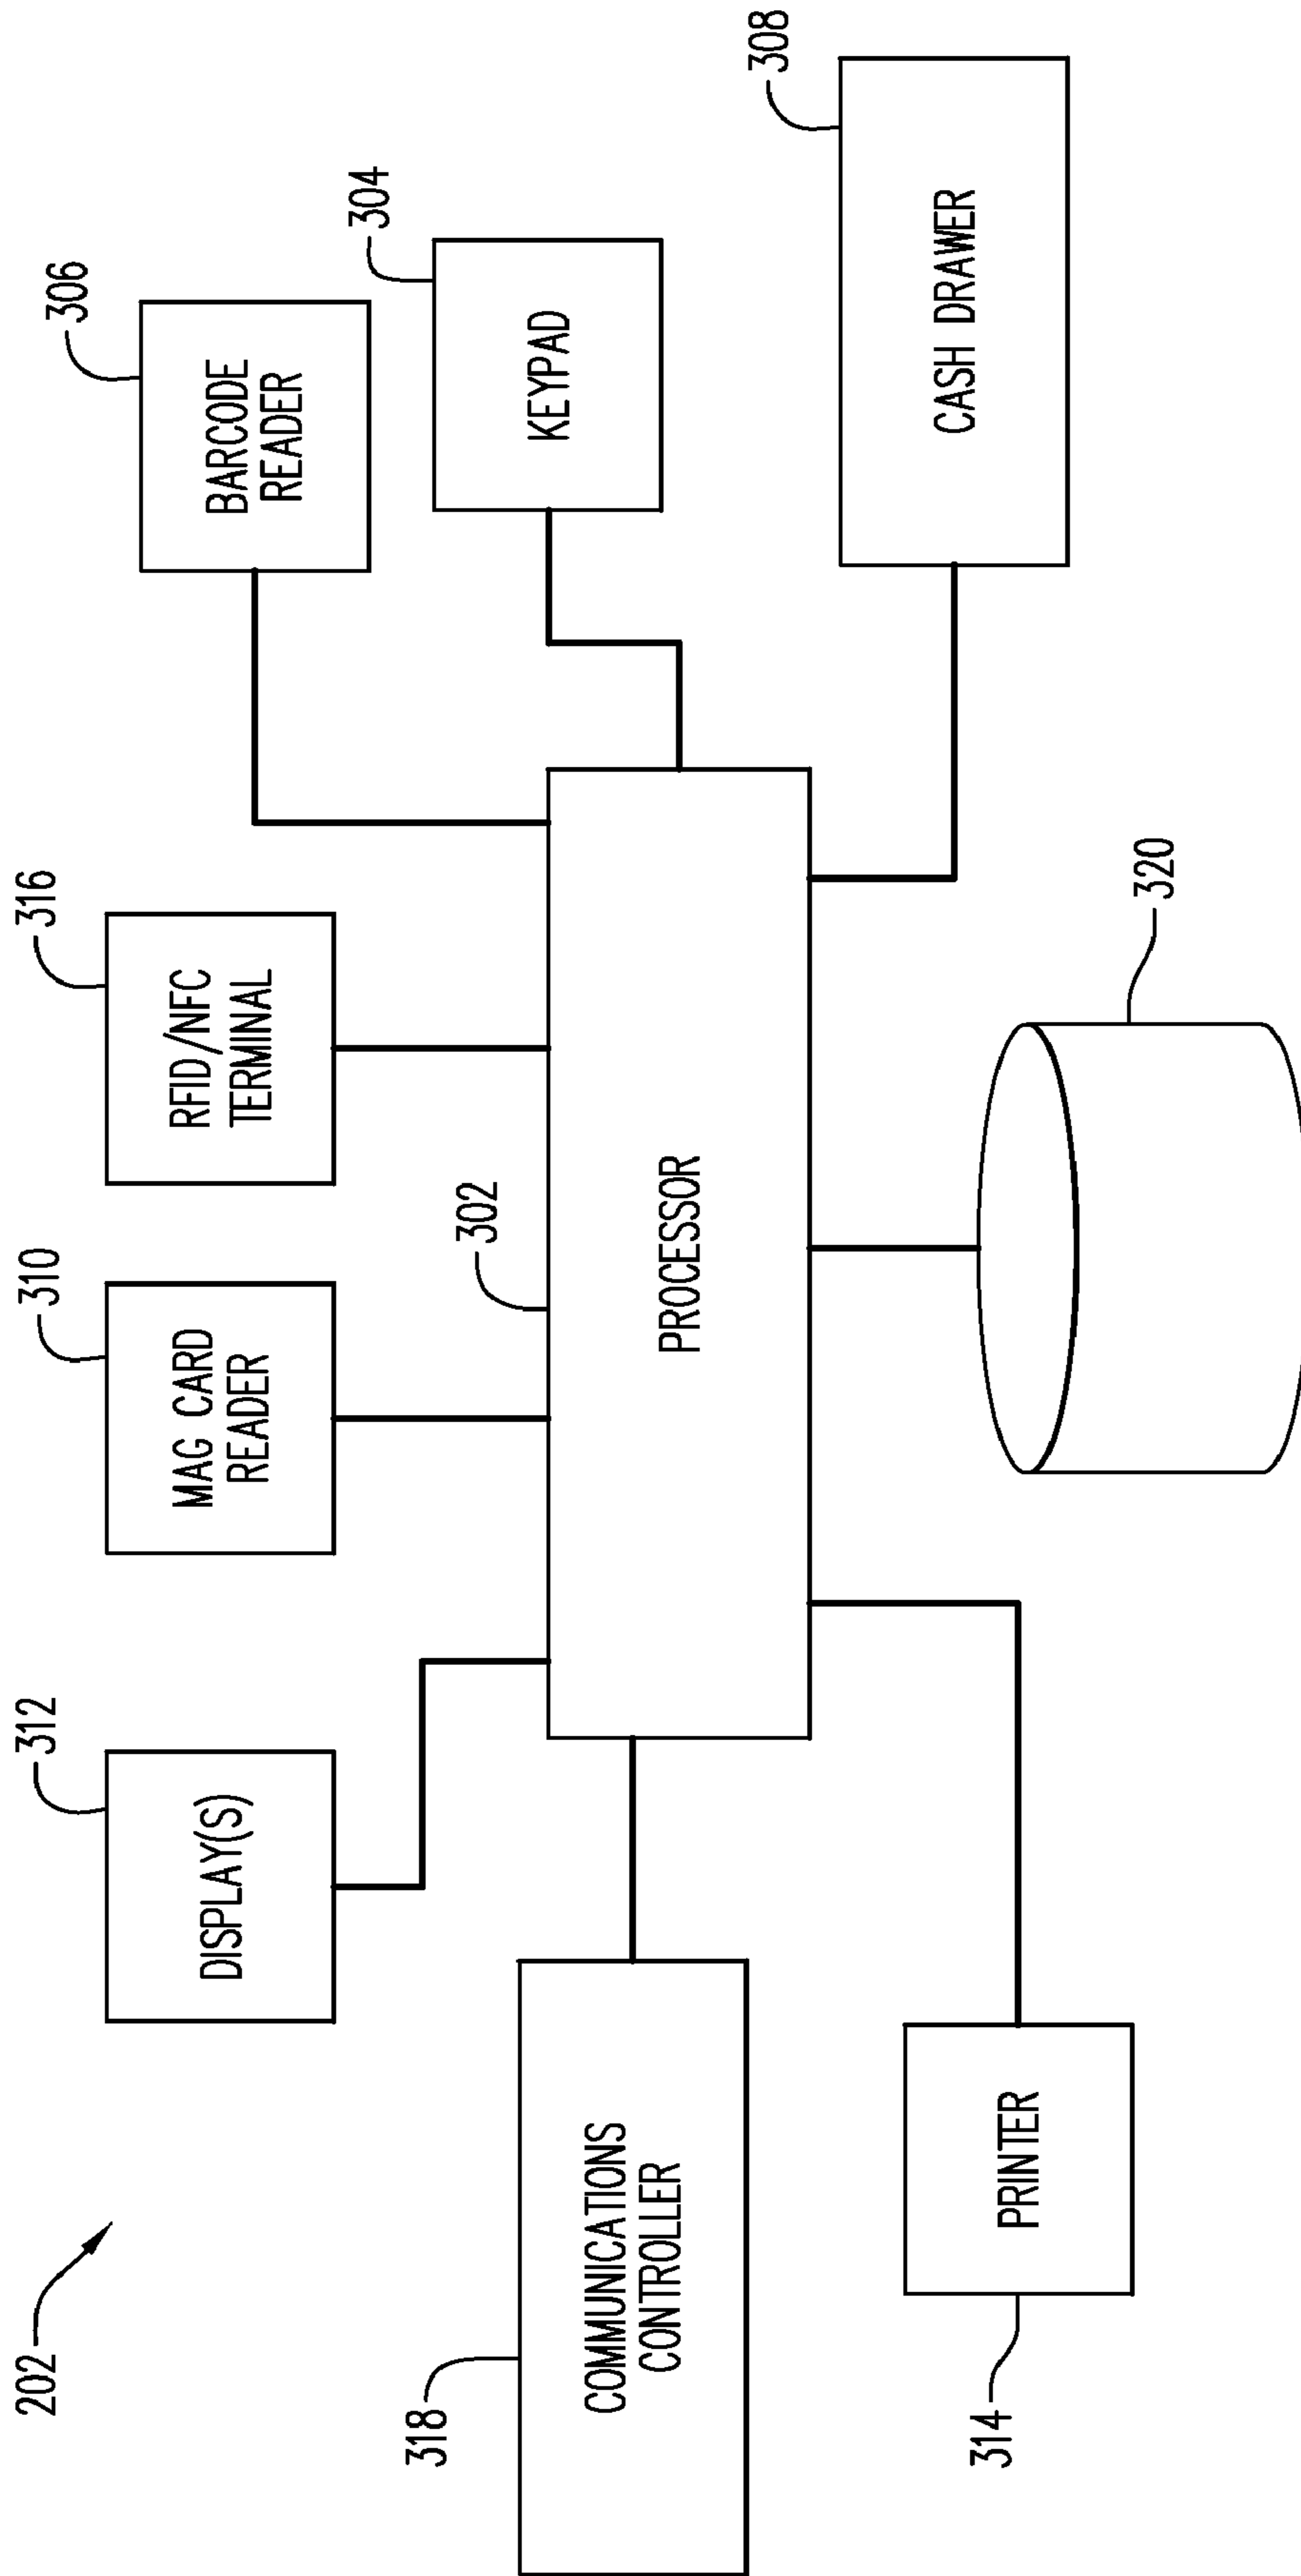 202
312
DISPLAY(S)
310
MAG CARD
READER
316
RFID/NFC
TERMINAL
306
BARCODE
READER
304
KEYPAD
302
PROCESSOR
318
COMMUNICATIONS
CONTROLLER
308
CASH DRAWER
314
PRINTER
320